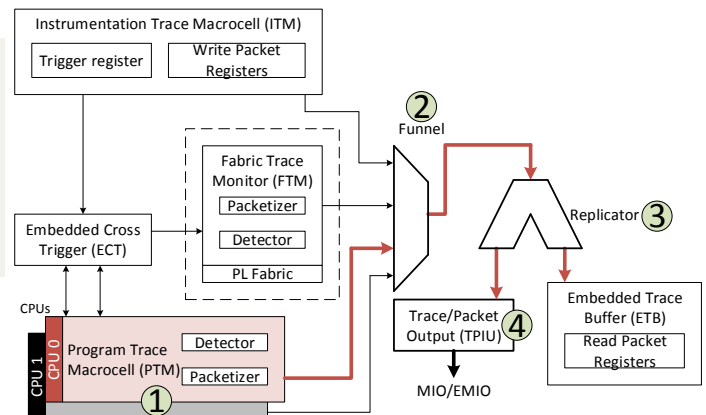 Instrumentation Trace Macrocell (ITM)
Trigger register
Write Packet
Registers
2
Funnel
Fabric Trace
Monitor (FTM)
Packetizer
Detector
PL Fabric
Embedded Cross
Trigger (ECT)
Replicator
3
CPUs
CPU 1
CPU 0
Program Trace
Macrocell (PTM)
Detector
Packetizer
1
Trace/Packet
Output (TPIU)
4
MIO/EMIO
Embedded Trace
Buffer (ETB)
Read Packet
Registers